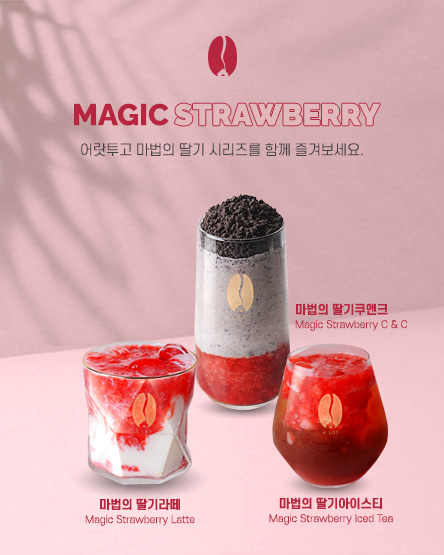 MAGIC STRAWBERRY
어랏투고 마법의 딸기 시리즈를 함께 즐겨보세요.
마법의 딸기쿠앤크
Magic Strawberry C & C
마법의 딸기라떼
Magic Strawberry Latte
마법의 딸기아이스티
Magic Strawberry Iced Tea